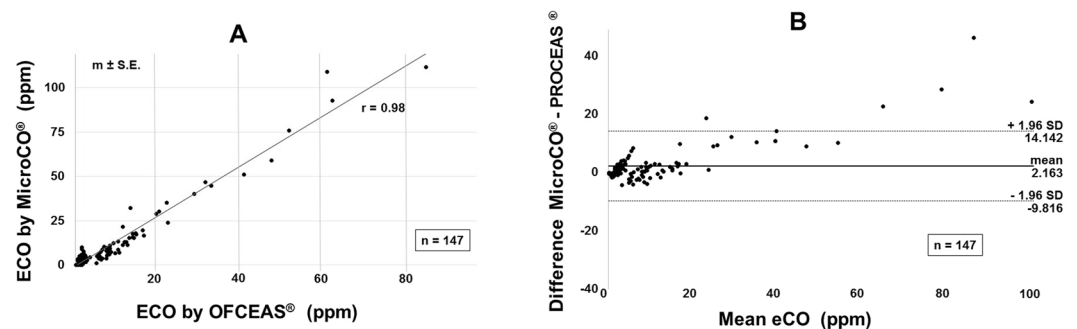 A
m ± S.E.
r = 0.98
n = 147
ECO by MicroCO® (ppm)
100
75
50
25
0
20
40
60
80
ECO by OFCEAS® (ppm)
B
Difference MicroCO® - PROCEAS®
40
20
0
-20
-40
+ 1.96 SD
14.142
mean
2.163
- 1.96 SD
-9.816
n = 147
0
20
40
60
80
100
Mean eCO (ppm)